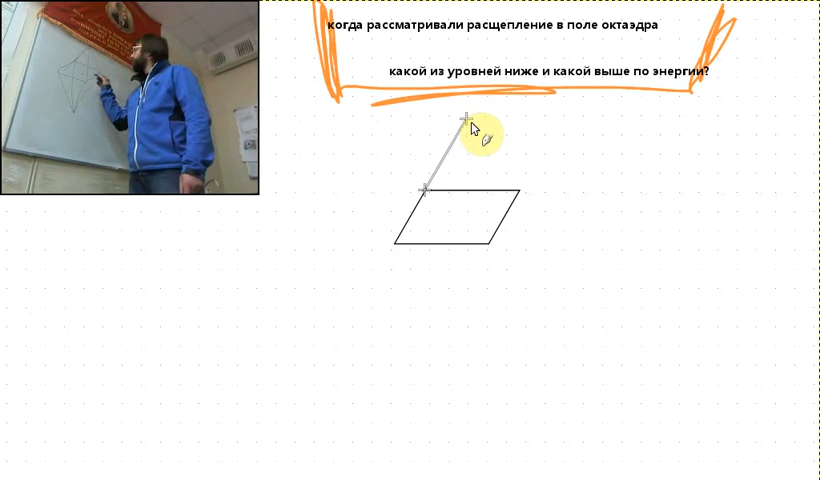 когда рассматривали расщепление в поле октаэдра
какой из уровней ниже и какой выше по энергии?